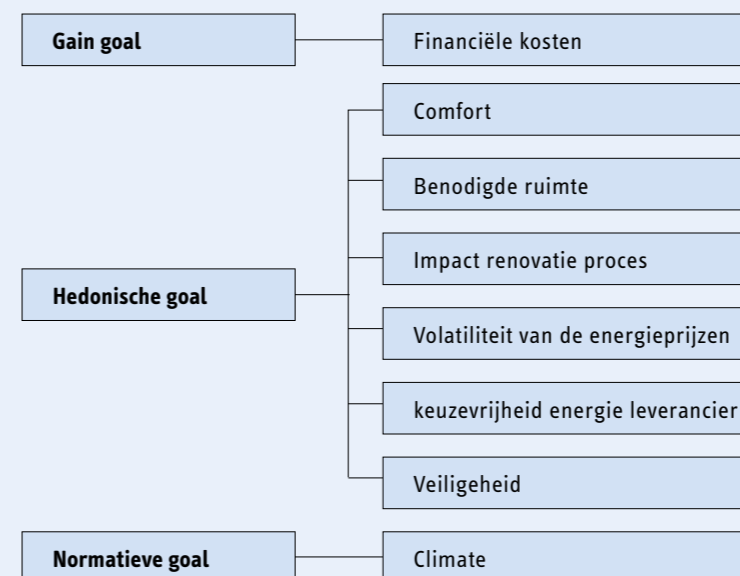 Gain goal
Financiële kosten
Comfort
Benodigde ruimte
Impact renovatie proces
Hedonische goal
Volatiliteit van de energieprijzen
keuzevrijheid energie leverancier
Veiligeheid
Normatieve goal
Climate